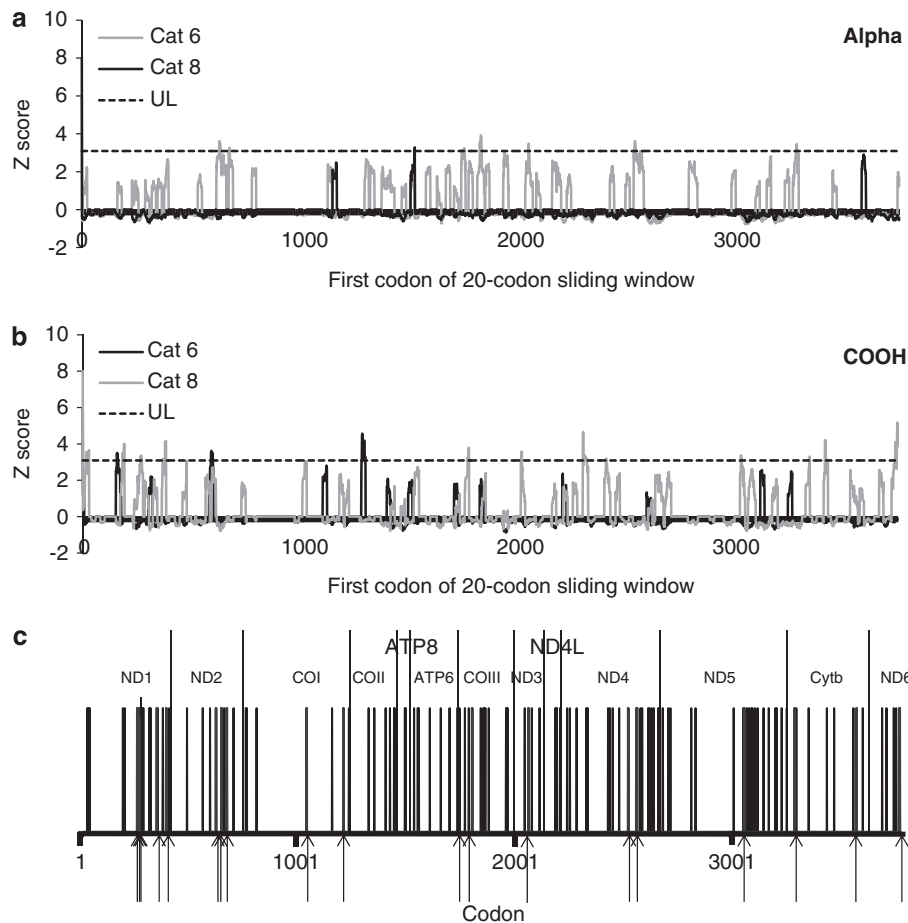 a
10
8
6
4
2
0
-2
Z score
Cat 6
Cat 8
UL
Alpha
0 1000 2000 3000
First codon of 20-codon sliding window
b
10
8
6
4
2
0
-2
Z score
Cat 6
Cat 8
UL
COOH
0 1000 2000 3000
First codon of 20-codon sliding window
c
ATP8 ND4L
ND1 ND2 COI COII ATP6 COIII ND3 ND4 ND5 Cytb ND6
1 1001 2001 3001
Codon